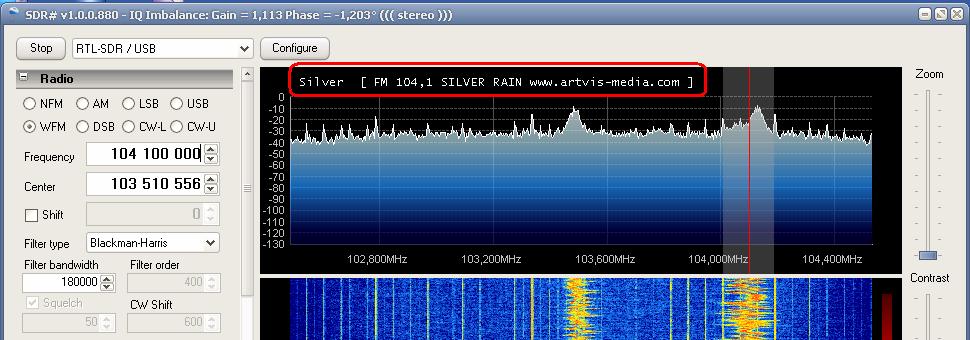 SDR# v1.0.0.880 - IQ Imbalance: Gain = 1,113 Phase = -1,203° ((( stereo )))
Stop
RTL-SDR / USB
Configure
Radio
NFM AM LSB USB
WFM DSB CW-L CW-U
Frequency 104 100 000
Center 103 510 556
Shift 0
Filter type Blackman-Harris
Filter bandwidth Filter order
180000 400
Squelch CW Shift
50 600
Silver [ FM 104,1 SILVER RAIN www.artvis-media.com ]
0
-10
-20
-30
-40
-50
-60
-70
-80
-90
-100
-110
-120
-130
102,800MHz 103,200MHz 103,600MHz 104,000MHz 104,400MHz
Zoom
Contrast